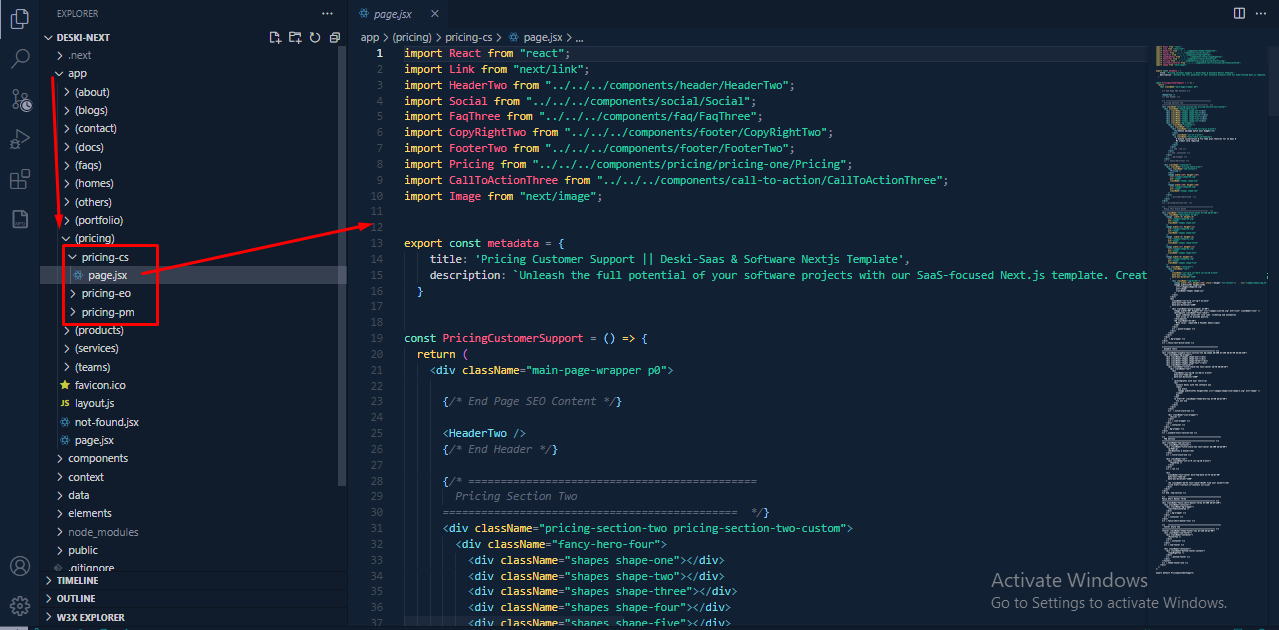 EXPLORER
DESKI-NEXT
.next
app
(about)
(blogs)
(contact)
(docs)
(faqs)
(homes)
(others)
(portfolio)
(pricing)
pricing-cs
page.jsx
pricing-eo
pricing-pm
(products)
(services)
(teams)
favicon.ico
JS layout.js
not-found.jsx
page.jsx
components
context
data
elements
node_modules
public
.gitignore
TIMELINE
OUTLINE
W3X EXPLORER
page.jsx
app > (pricing) > pricing-cs > page.jsx > ...
1 import React from "react";
2 import Link from "next/link";
3 import HeaderTwo from "../../../components/header/HeaderTwo";
4 import Social from "../../../components/social/Social";
5 import FaqThree from "../../../components/faq/FaqThree";
6 import CopyRightTwo from "../../../components/footer/CopyRightTwo";
7 import FooterTwo from "../../../components/footer/FooterTwo";
8 import Pricing from "../../../components/pricing/pricing-one/Pricing";
9 import CallToActionThree from "../../../components/call-to-action/CallToActionThree";
10 import Image from "next/image";
11
12
13 export const metadata = {
14 title: 'Pricing Customer Support || Deski-Saas & Software Nextjs Template',
15 description: `Unleash the full potential of your software projects with our SaaS-focused Next.js template. Creat
16 }
17
18
19 const PricingCustomerSupport = () => {
20 return (
21 <div className="main-page-wrapper p0">
22
23 {/* End Page SEO Content */}
24
25 <HeaderTwo />
26 {/* End Header */}
27
28 {/* =============================================
29 Pricing Section Two
30 ============================================== */}
31 <div className="pricing-section-two pricing-section-two-custom">
32 <div className="fancy-hero-four">
33 <div className="shapes shape-one"></div>
34 <div className="shapes shape-two"></div>
35 <div className="shapes shape-three"></div>
36 <div className="shapes shape-four"></div>
37 <div className="shapes shape-five"></div>
Activate Windows
Go to Settings to activate Windows.